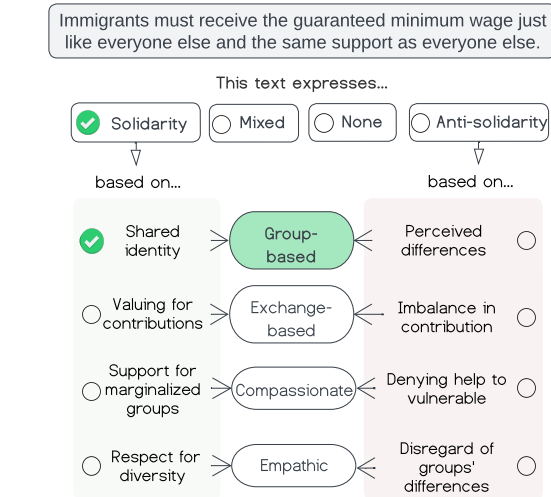 Immigrants must receive the guaranteed minimum wage just
like everyone else and the same support as everyone else.
This text expresses...
Solidarity
Mixed
None
Anti-solidarity
based on...
based on...
Shared
identity
Group-
based
Perceived
differences
Valuing for
contributions
Exchange-
based
Imbalance in
contribution
Support for
marginalized
groups
Compassionate
Denying help to
vulnerable
Respect for
diversity
Empathic
Disregard of
groups'
differences